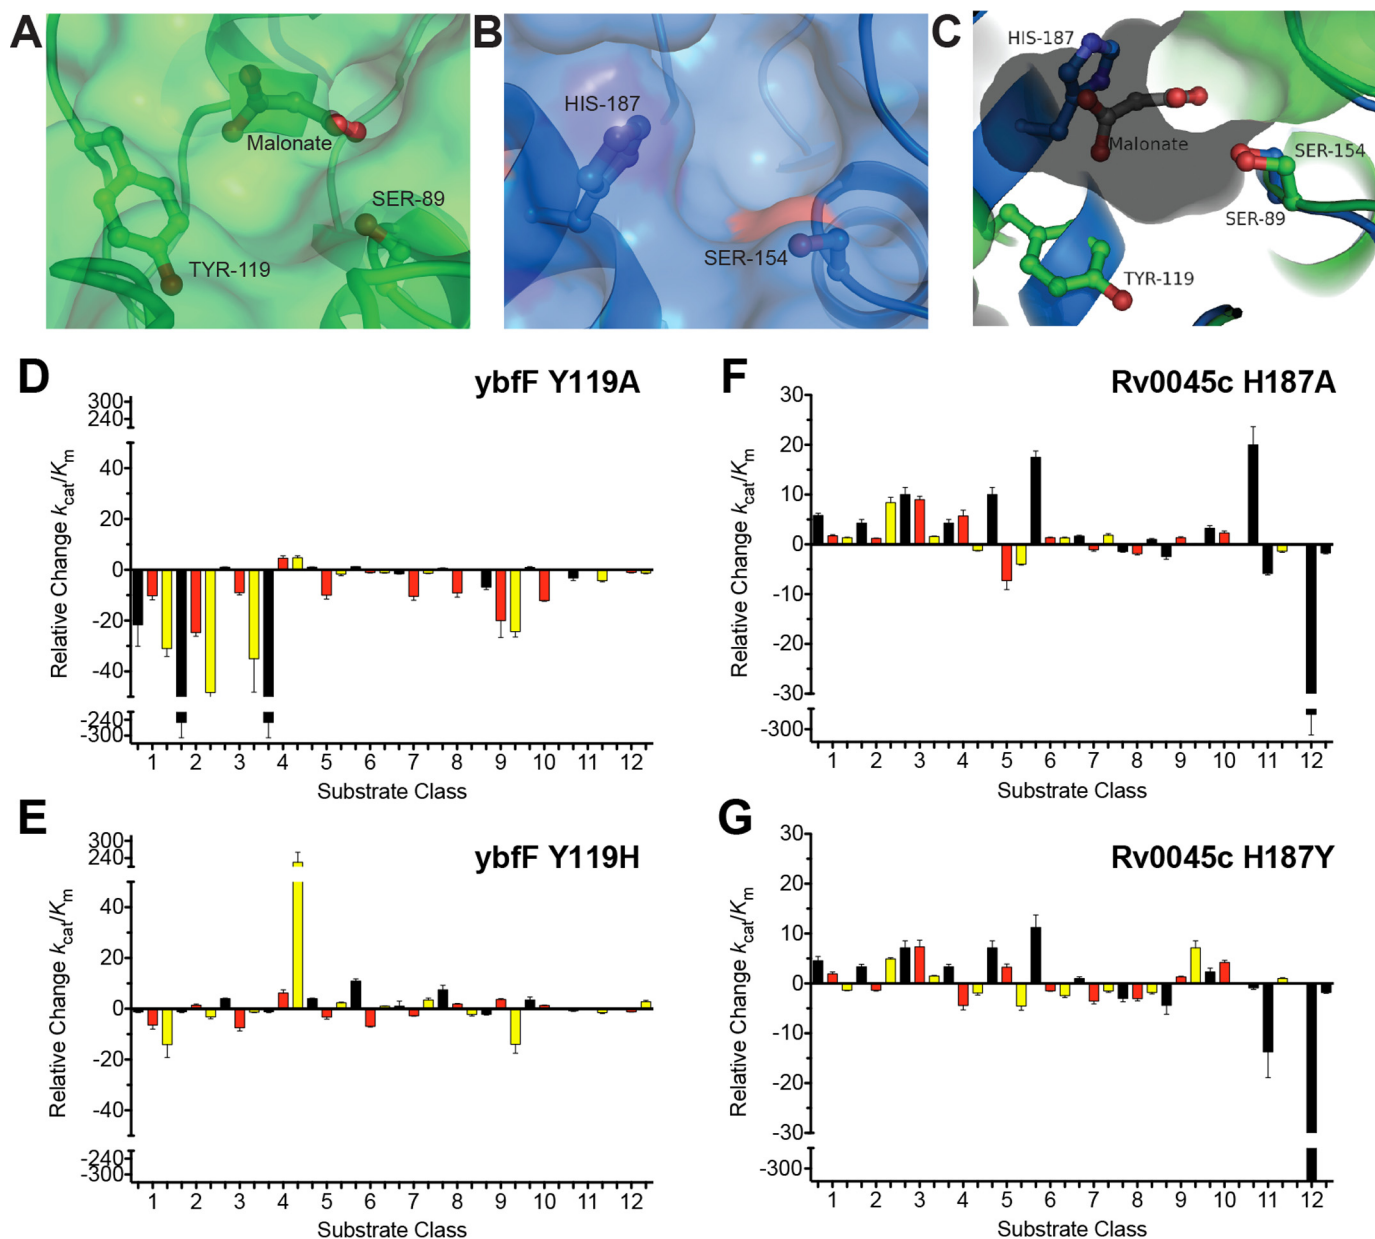 A
Malonate
SER-89
TYR-119
B
HIS-187
SER-154
C
HIS-187
Malonate
SER-154
SER-89
TYR-119
D
ybfF Y119A
Relative Change kcat/Km
300
240
40
20
0
-20
-40
-240
-300
1 2 3 4 5 6 7 8 9 10 11 12
Substrate Class
F
Rv0045c H187A
Relative Change kcat/Km
30
20
10
0
-10
-20
-30
-300
1 2 3 4 5 6 7 8 9 10 11 12
Substrate Class
E
ybfF Y119H
Relative Change kcat/Km
300
240
40
20
0
-20
-40
-240
-300
1 2 3 4 5 6 7 8 9 10 11 12
Substrate Class
G
Rv0045c H187Y
Relative Change kcat/Km
30
20
10
0
-10
-20
-30
-300
1 2 3 4 5 6 7 8 9 10 11 12
Substrate Class